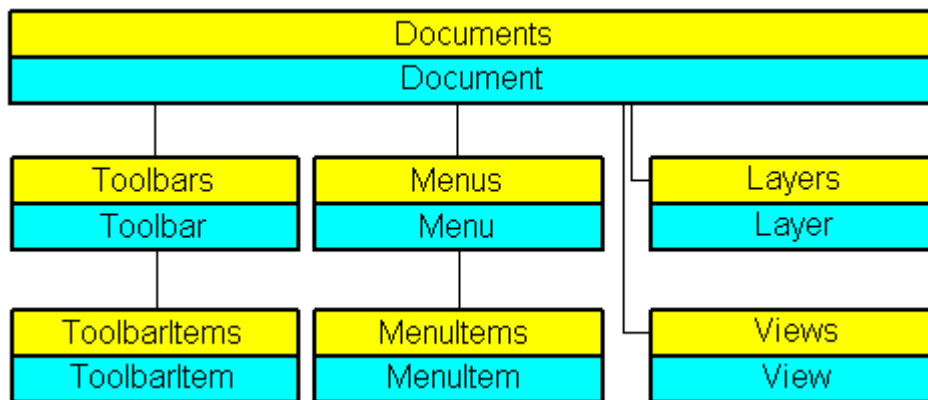 Documents
Document
Toolbars
Toolbar
Menus
Menu
Layers
Layer
ToolbarItems
ToolbarItem
MenuItems
MenuItem
Views
View